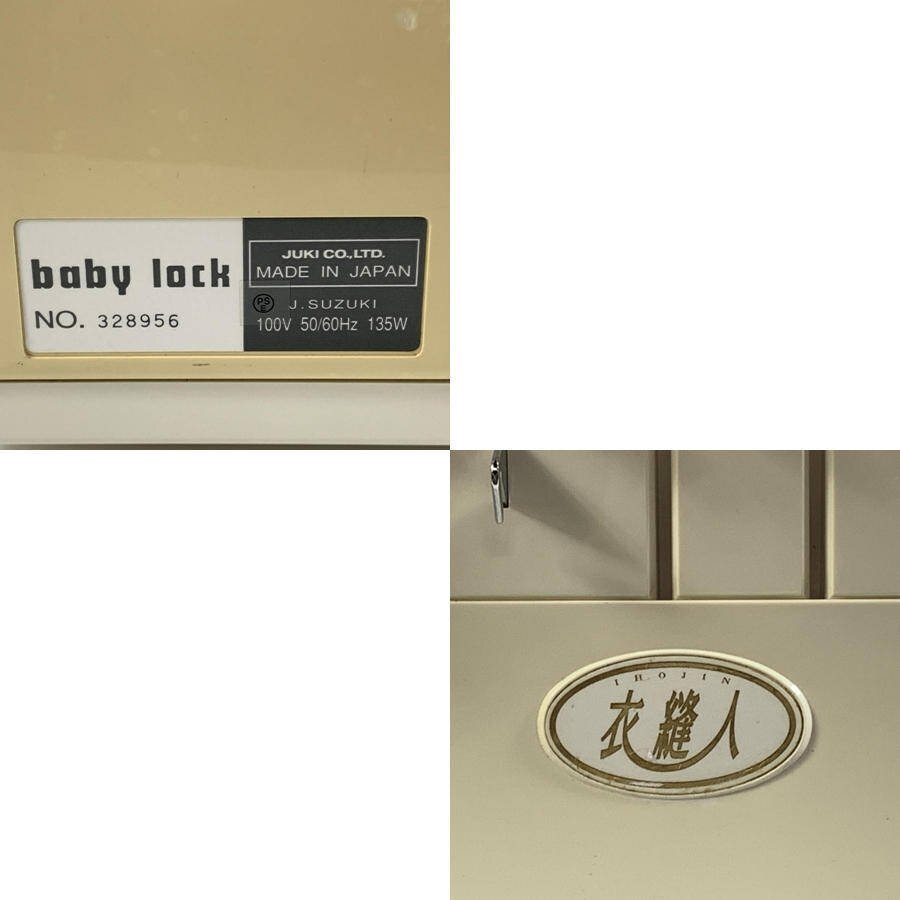 baby lock
NO. 328956
JUKI CO.,LTD.
MADE IN JAPAN
PS
E
J.SUZUKI
100V 50/60Hz 135W
IHOJIN
衣縫人